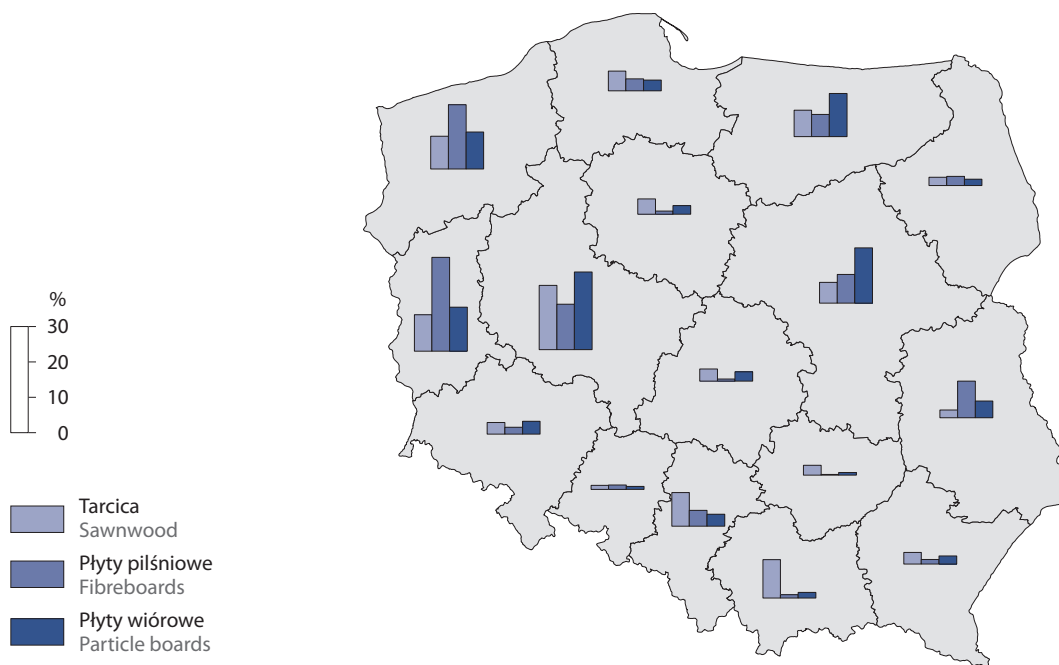 %
30
20
10
0
Tarcica
Sawnwood
Płyty pilśniowe
Fibreboards
Płyty wiórowe
Particle boards